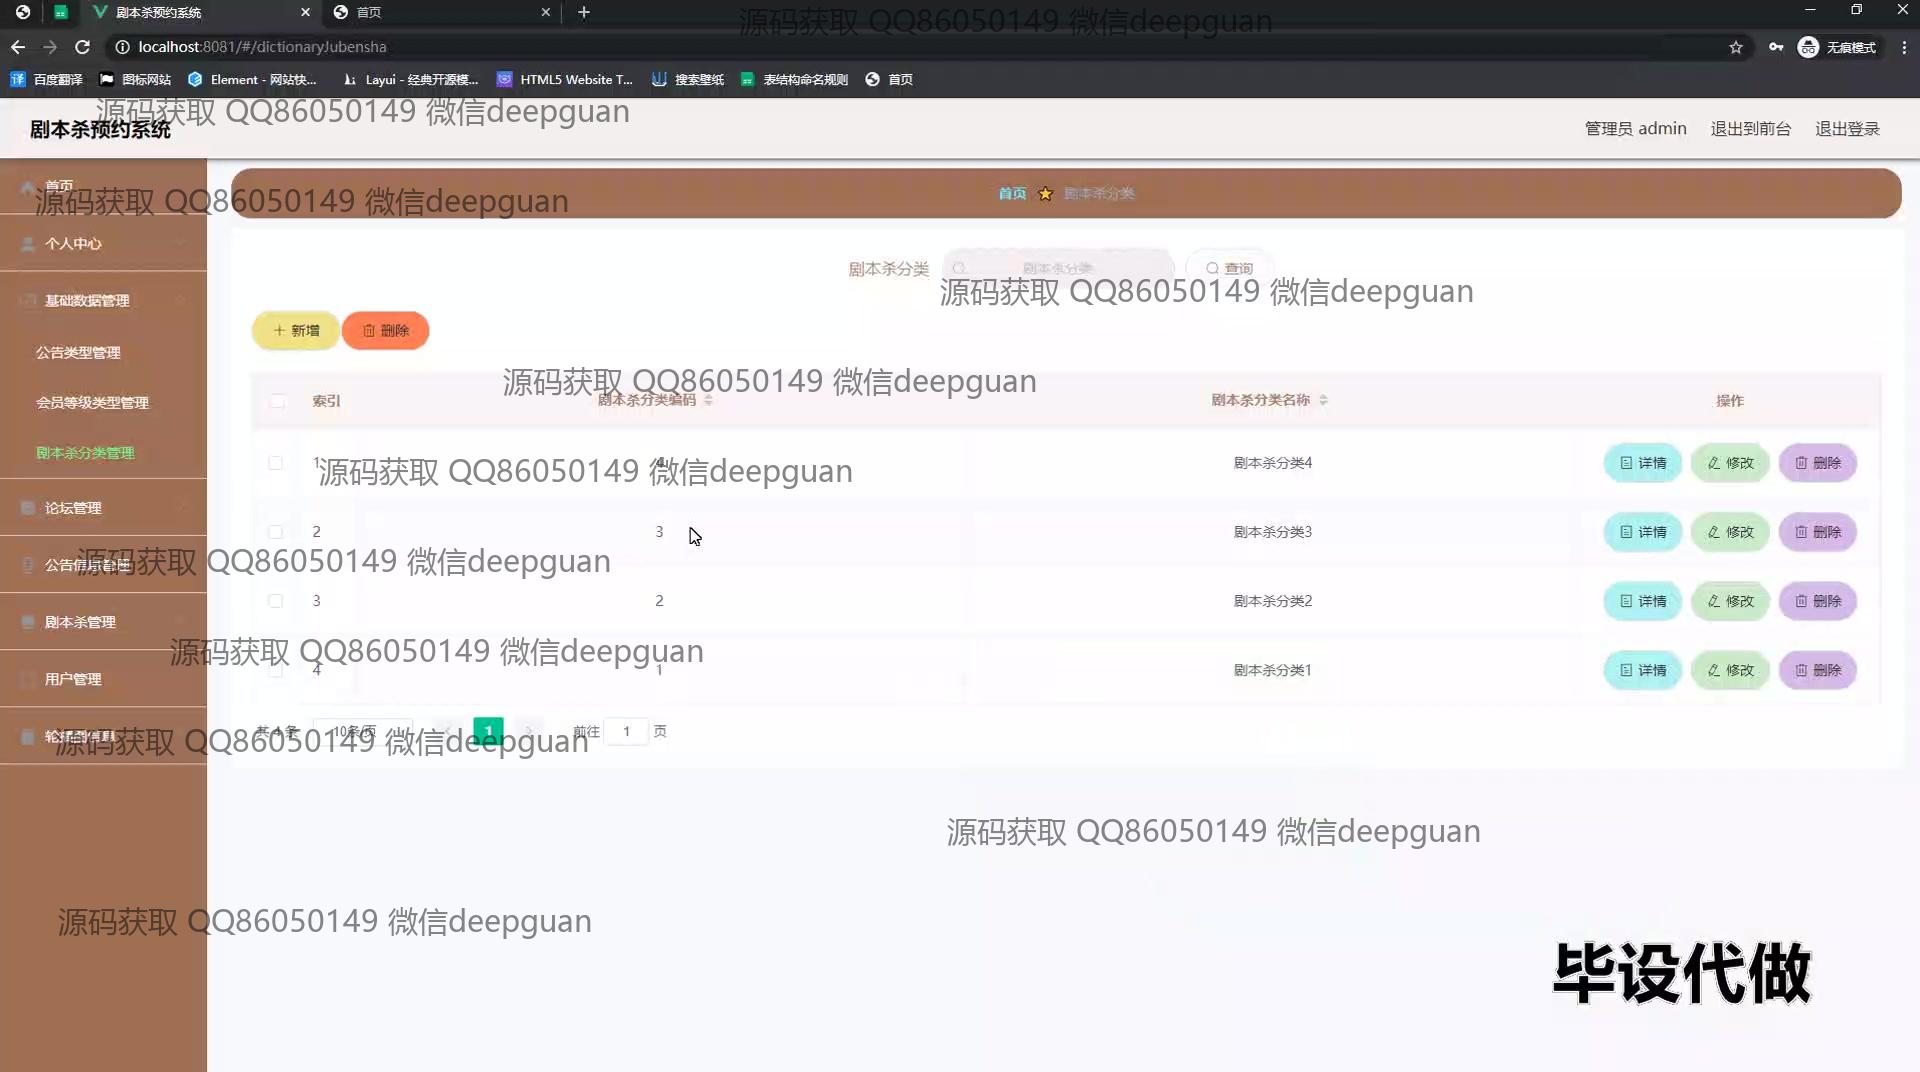 剧本杀预约系统
首页
localhost:8081/#/dictionaryJubensha
无痕模式
百度翻译
图标网站
Element - 网站快...
Layui - 经典开源模...
HTML5 Website T...
搜索壁纸
表结构命名规则
首页
源码获取 QQ86050149 微信deepguan
源码获取 QQ86050149 微信deepguan
剧本杀预约系统
管理员 admin
退出到前台
退出登录
首页
源码获取 QQ86050149 微信deepguan
首页
剧本杀分类
个人中心
基础数据管理
公告类型管理
会员等级类型管理
剧本杀分类管理
论坛管理
公告信息管理
剧本杀管理
用户管理
轮播图信息
剧本杀分类
剧本杀分类
查询
源码获取 QQ86050149 微信deepguan
新增
删除
源码获取 QQ86050149 微信deepguan
索引
剧本杀分类编码
剧本杀分类名称
操作
1
4
剧本杀分类4
详情
修改
删除
源码获取 QQ86050149 微信deepguan
2
3
剧本杀分类3
详情
修改
删除
源码获取 QQ86050149 微信deepguan
3
2
剧本杀分类2
详情
修改
删除
源码获取 QQ86050149 微信deepguan
4
1
剧本杀分类1
详情
修改
删除
共 4 条
10条/页
1
前往
1
页
源码获取 QQ86050149 微信deepguan
源码获取 QQ86050149 微信deepguan
源码获取 QQ86050149 微信deepguan
毕设代做